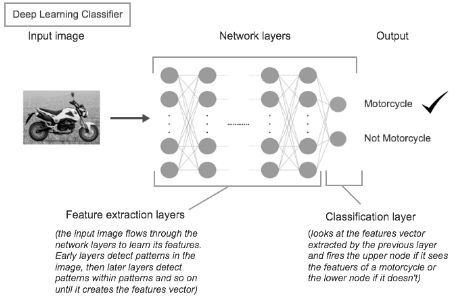 Deep Learning Classifier
Input image
Network layers
Output
Motorcycle
Not Motorcycle
Feature extraction layers
(the input image flows through the
network layers to learn its features.
Early layers detect patterns in
the image, then later layers detect
patterns within patterns and so on
until it creates the features vector)
Classification layer
(looks at the features vector
extracted by the previous layer
and fires the upper node if it sees
the featuers of a motorcycle or
the lower node if it doesn't)